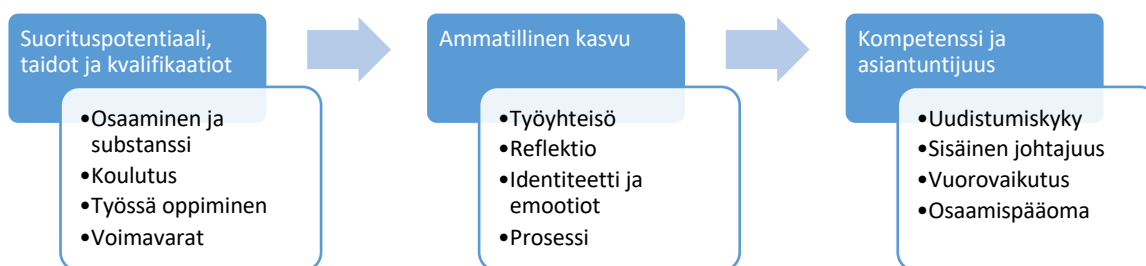 Suorituspotentiaali,
taidot ja kvalifikaatiot
•Osaaminen ja
substanssi
•Koulutus
•Työssä oppiminen
•Voimavarat
Ammatillinen kasvu
•Työyhteisö
•Reflektio
•Identiteetti ja
emootiot
•Prosessi
Kompetenssi ja
asiantuntijuus
•Uudistumiskyky
•Sisäinen johtajuus
•Vuorovaikutus
•Osaamispääoma